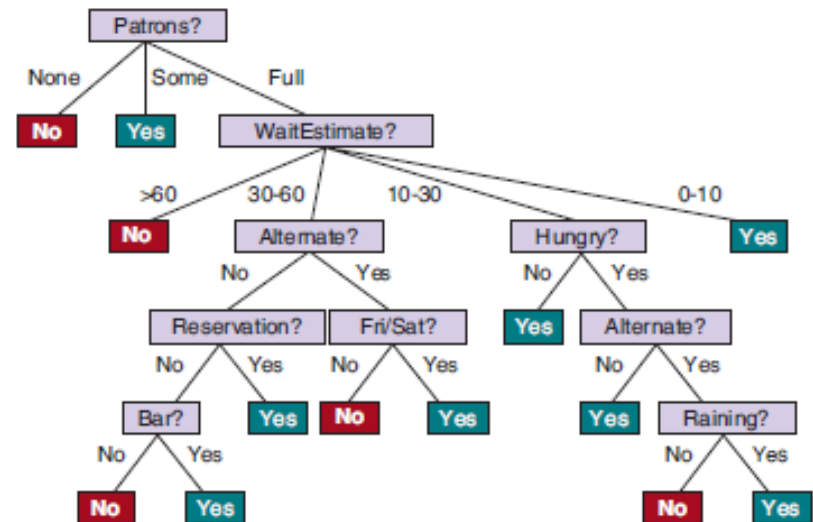 Patrons?
None Some Full
No Yes WaitEstimate?
>60 30-60 10-30 0-10
No Alternate? Hungry? Yes
No Yes No Yes
Reservation? Fri/Sat? Yes Alternate?
No Yes No Yes No Yes
Bar? Yes No Yes Yes Raining?
No Yes No Yes
No Yes No Yes